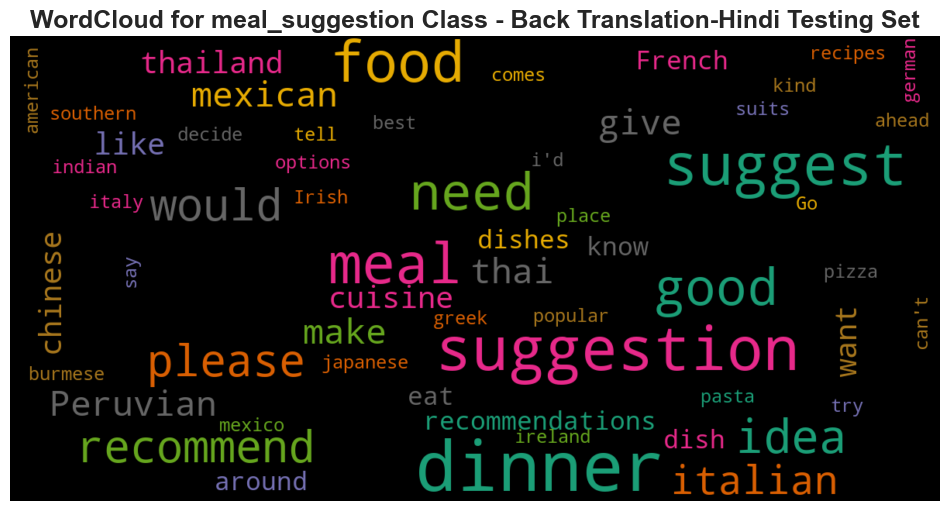 WordCloud for meal_suggestion Class - Back Translation-Hindi Testing Set
american
thailand
food
comes
French
recipes
german
mexican
kind
southern
suits
ahead
like
decide
tell
best
give
indian
options
i'd
suggest
italy
would
Irish
need
place
Go
dishes
know
chinese
say
meal
thai
pizza
cuisine
good
can't
make
greek
popular
want
please
japanese
suggestion
burmese
Peruvian
eat
pasta
try
mexico
recommendations
recommend
ireland
dish
idea
around
dinner
italian